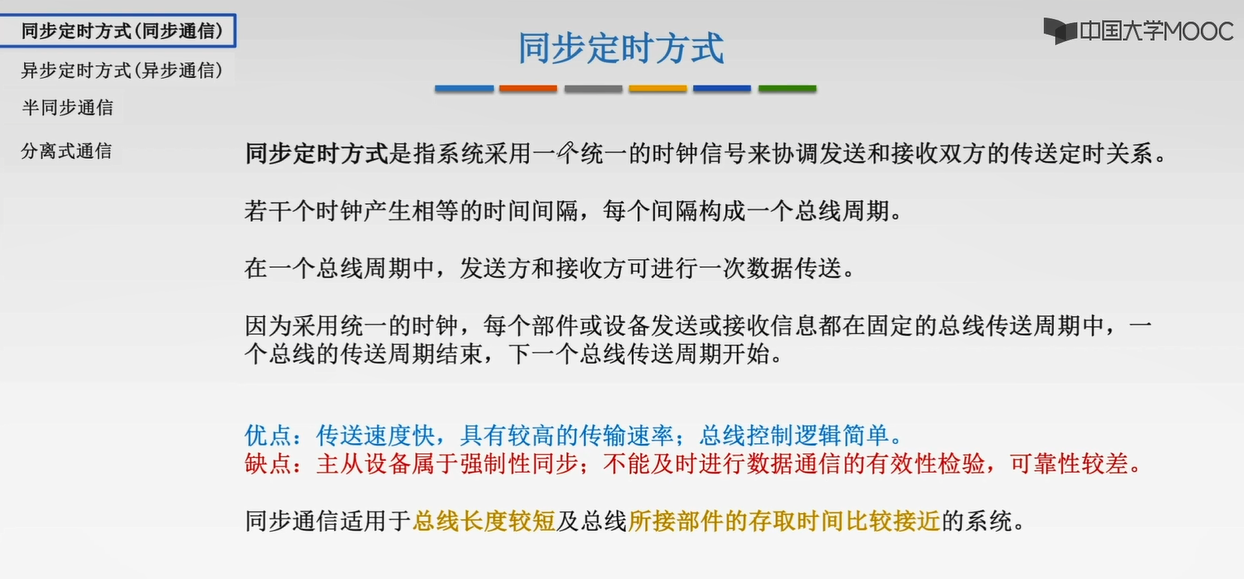 同步定时方式(同步通信)
异步定时方式(异步通信)
半同步通信
分离式通信
中国大学MOOC
同步定时方式
同步定时方式是指系统采用一个统一的时钟信号来协调发送和接收双方的传送定时关系。
若干个时钟产生相等的时间间隔，每个间隔构成一个总线周期。
在一个总线周期中，发送方和接收方可进行一次数据传送。
因为采用统一的时钟，每个部件或设备发送或接收信息都在固定的总线传送周期中，一
个总线的传送周期结束，下一个总线传送周期开始。
优点：传送速度快，具有较高的传输速率；总线控制逻辑简单。
缺点：主从设备属于强制性同步；不能及时进行数据通信的有效性检验，可靠性较差。
同步通信适用于总线长度较短及总线所接部件的存取时间比较接近的系统。